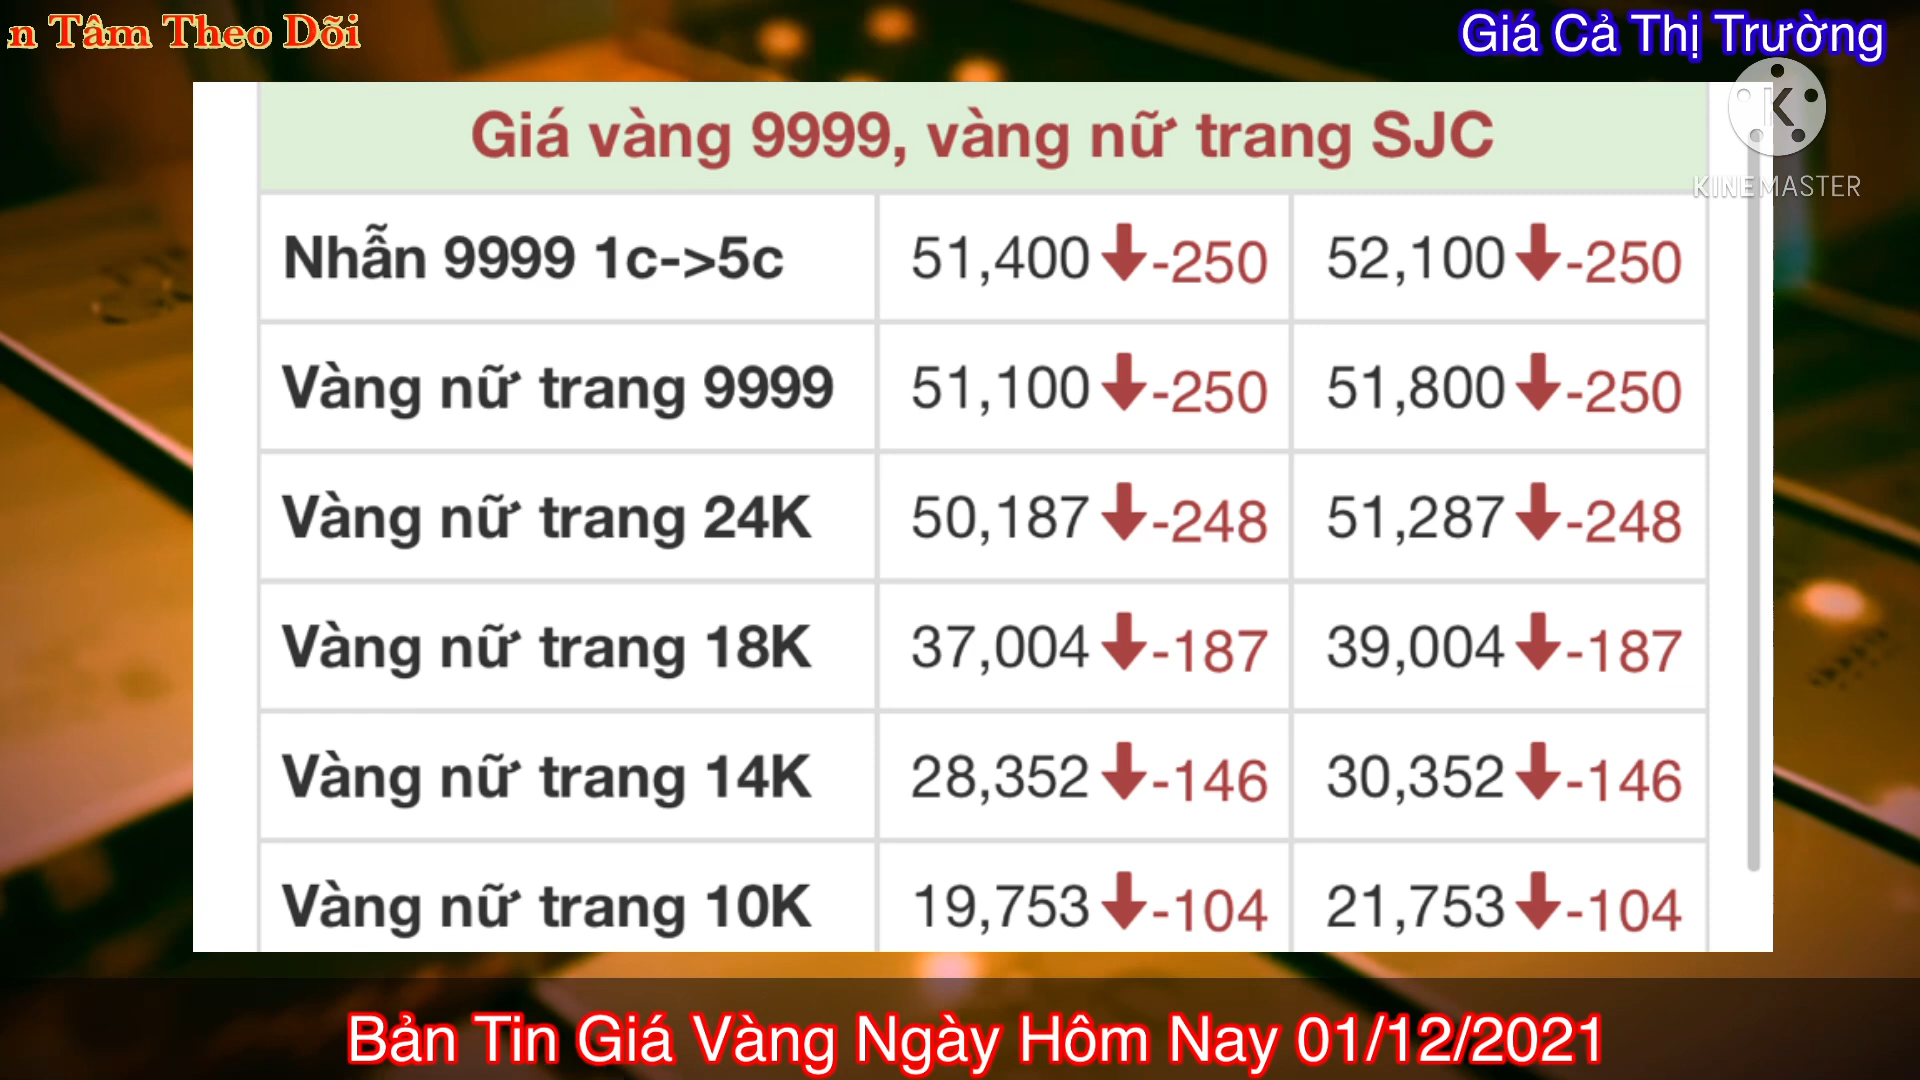 n Tâm Theo Dõi
Giá Cả Thị Trường
KINEMASTER
Giá vàng 9999, vàng nữ trang SJC
Nhẫn 9999 1c->5c 51,400 -250 52,100 -250
Vàng nữ trang 9999 51,100 -250 51,800 -250
Vàng nữ trang 24K 50,187 -248 51,287 -248
Vàng nữ trang 18K 37,004 -187 39,004 -187
Vàng nữ trang 14K 28,352 -146 30,352 -146
Vàng nữ trang 10K 19,753 -104 21,753 -104
Bản Tin Giá Vàng Ngày Hôm Nay 01/12/2021